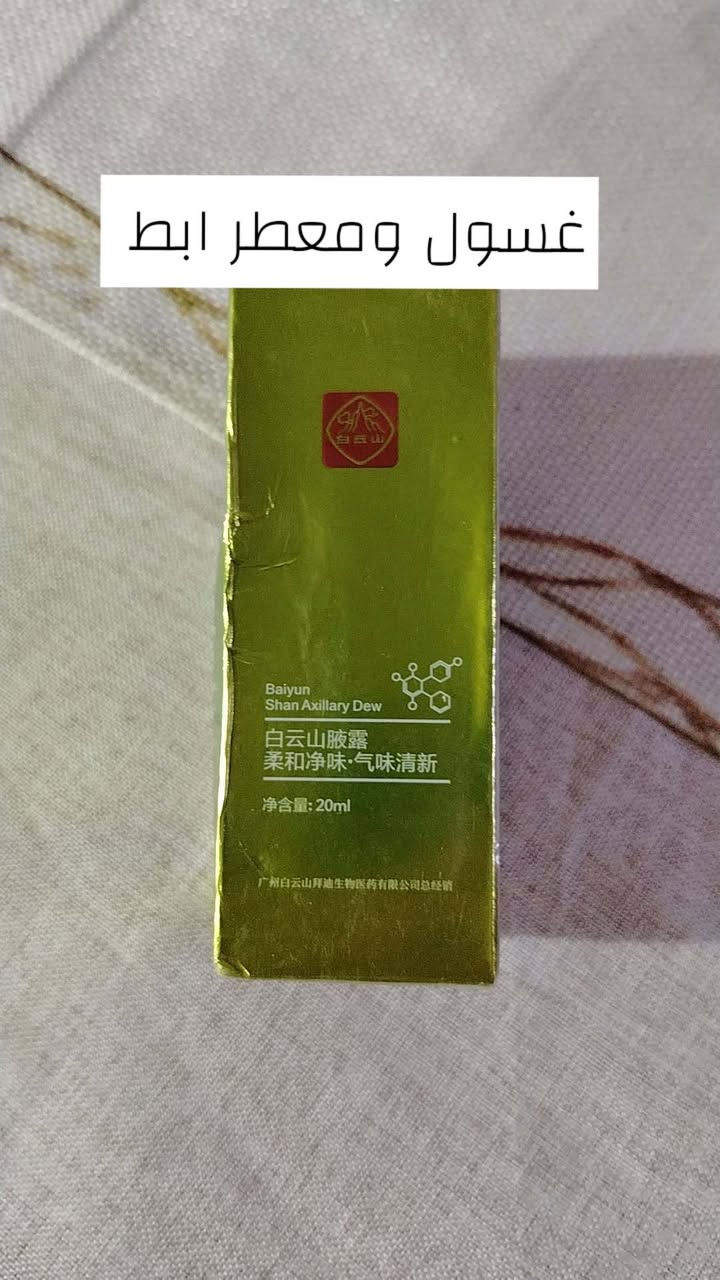 غسول ومعطر ابط
白云山
Baiyun
Shan Axillary Dew
白云山腋露
柔和净味·气味清新
净含量: 20ml
广州白云山拜迪生物医药有限公司总经销